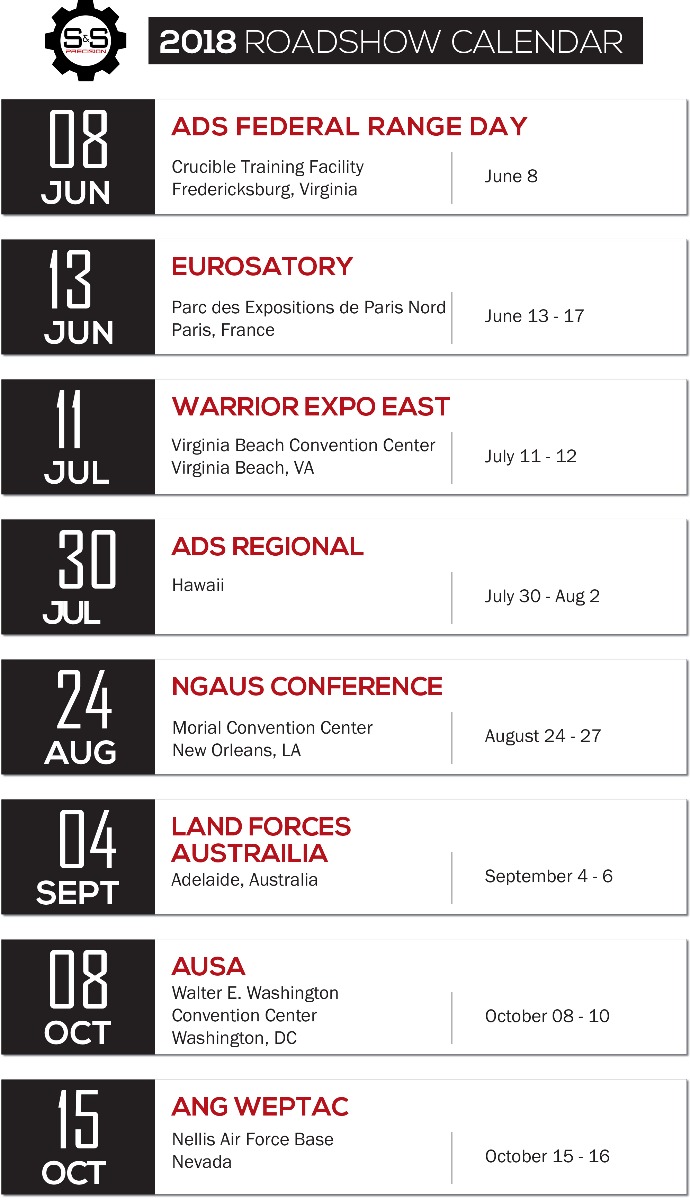 S&S
PRECISION
2018 ROADSHOW CALENDAR
08
JUN
ADS FEDERAL RANGE DAY
Crucible Training Facility
Fredericksburg, Virginia
June 8
13
JUN
EUROSATORY
Parc des Expositions de Paris Nord
Paris, France
June 13 - 17
11
JUL
WARRIOR EXPO EAST
Virginia Beach Convention Center
Virginia Beach, VA
July 11 - 12
30
JUL
ADS REGIONAL
Hawaii
July 30 - Aug 2
24
AUG
NGAUS CONFERENCE
Morial Convention Center
New Orleans, LA
August 24 - 27
04
SEPT
LAND FORCES
AUSTRAILIA
Adelaide, Australia
September 4 - 6
08
OCT
AUSA
Walter E. Washington
Convention Center
Washington, DC
October 08 - 10
15
OCT
ANG WEPTAC
Nellis Air Force Base
Nevada
October 15 - 16